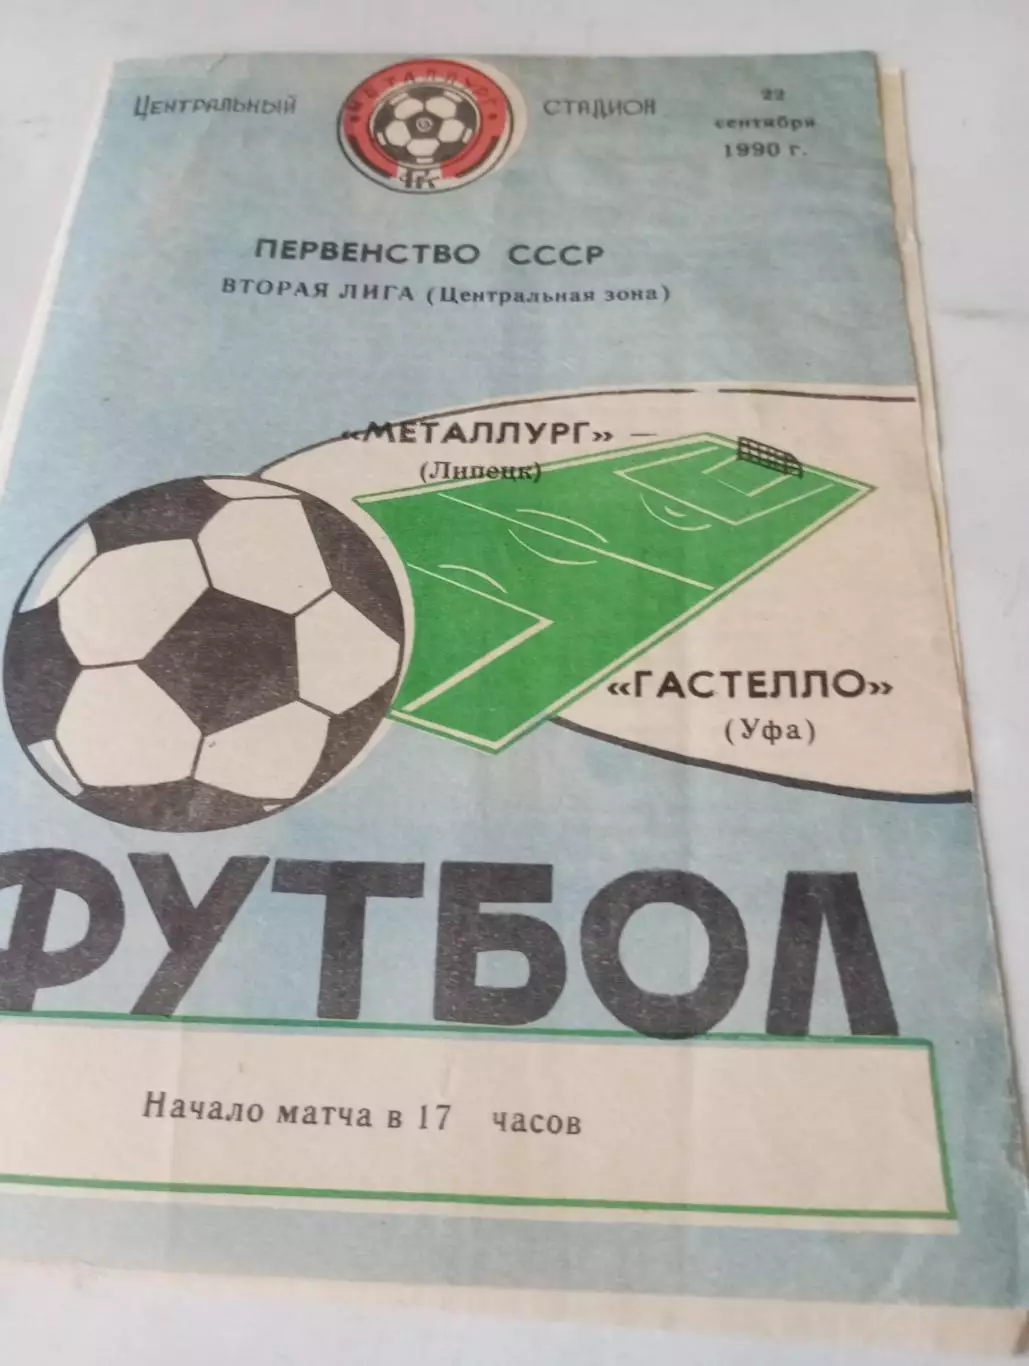 ЦЕНТРАЛЬНЫЙ СТАДИОН
«МЕТАЛЛУРГ»
22
сентября
1990 г.
ПЕРВЕНСТВО СССР
ВТОРАЯ ЛИГА (Центральная зона)
«МЕТАЛЛУРГ» —
(Липецк)
«ГАСТЕЛЛО»
(Уфа)
ФУТБОЛ
Начало матча в 17 часов